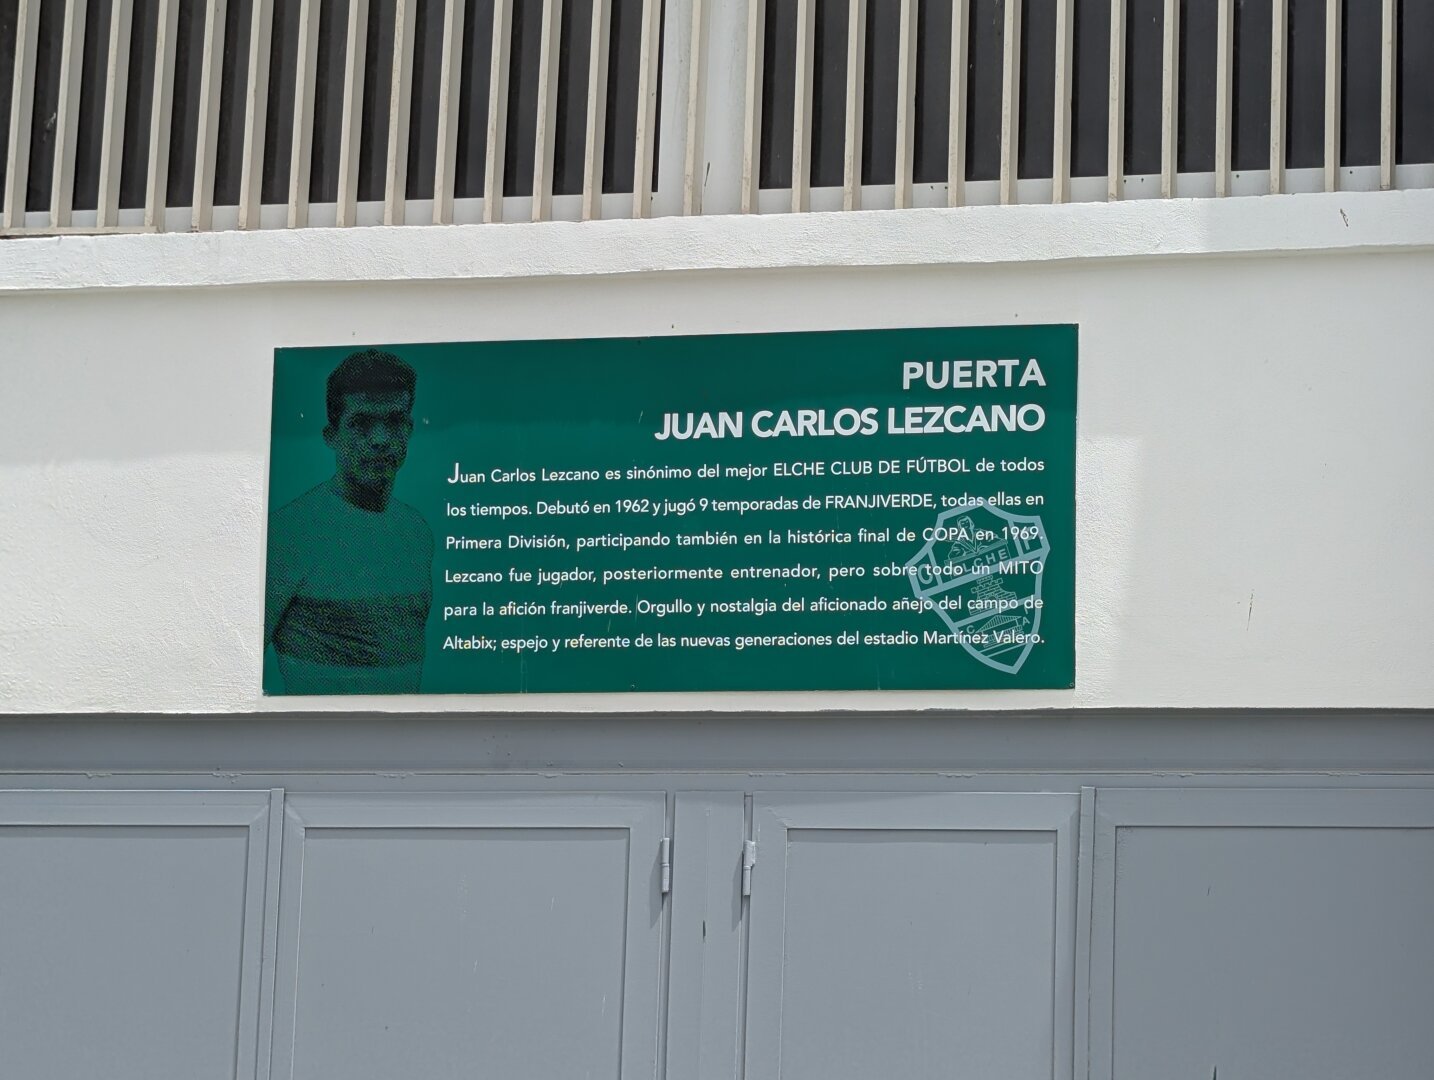 PUERTA
JUAN CARLOS LEZCANO
Juan Carlos Lezcano es sinónimo del mejor ELCHE CLUB DE FÚTBOL de todos
los tiempos. Debutó en 1962 y jugó 9 temporadas de FRANJIVERDE, todas ellas en
Primera División, participando también en la histórica final de COPA en 1969.
Lezcano fue jugador, posteriormente entrenador, pero sobre todo un MITO
para la afición franjiverde. Orgullo y nostalgia del aficionado añejo del campo de
Altabix; espejo y referente de las nuevas generaciones del estadio Martínez Valero.
C ELCHE F
C I A